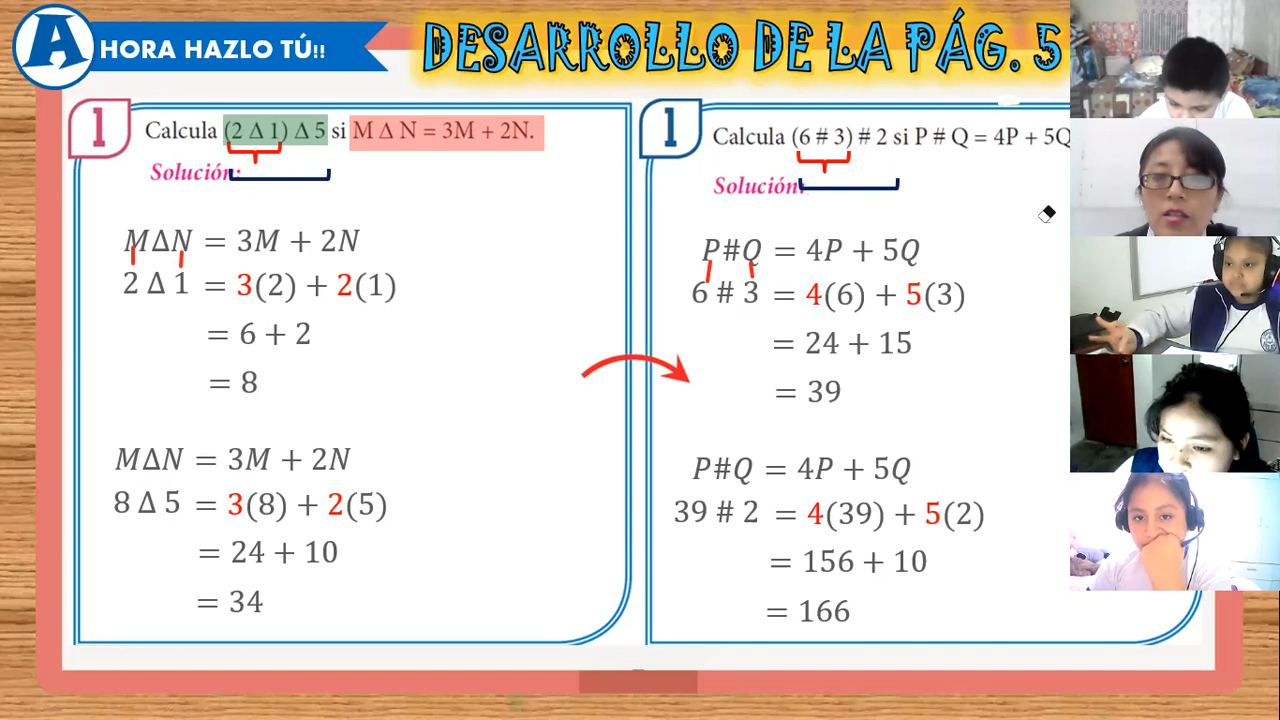 AHORA HAZLO TÚ!!
DESARROLLO DE LA PÁG. 5
1
Calcula (2 Δ 1) Δ 5 si M Δ N = 3M + 2N.
Solución:
MΔN = 3M + 2N
2 Δ 1 = 3(2) + 2(1)
= 6 + 2
= 8
MΔN = 3M + 2N
8 Δ 5 = 3(8) + 2(5)
= 24 + 10
= 34
1
Calcula (6 # 3) # 2 si P # Q = 4P + 5Q
Solución:
P#Q = 4P + 5Q
6 # 3 = 4(6) + 5(3)
= 24 + 15
= 39
P#Q = 4P + 5Q
39 # 2 = 4(39) + 5(2)
= 156 + 10
= 166